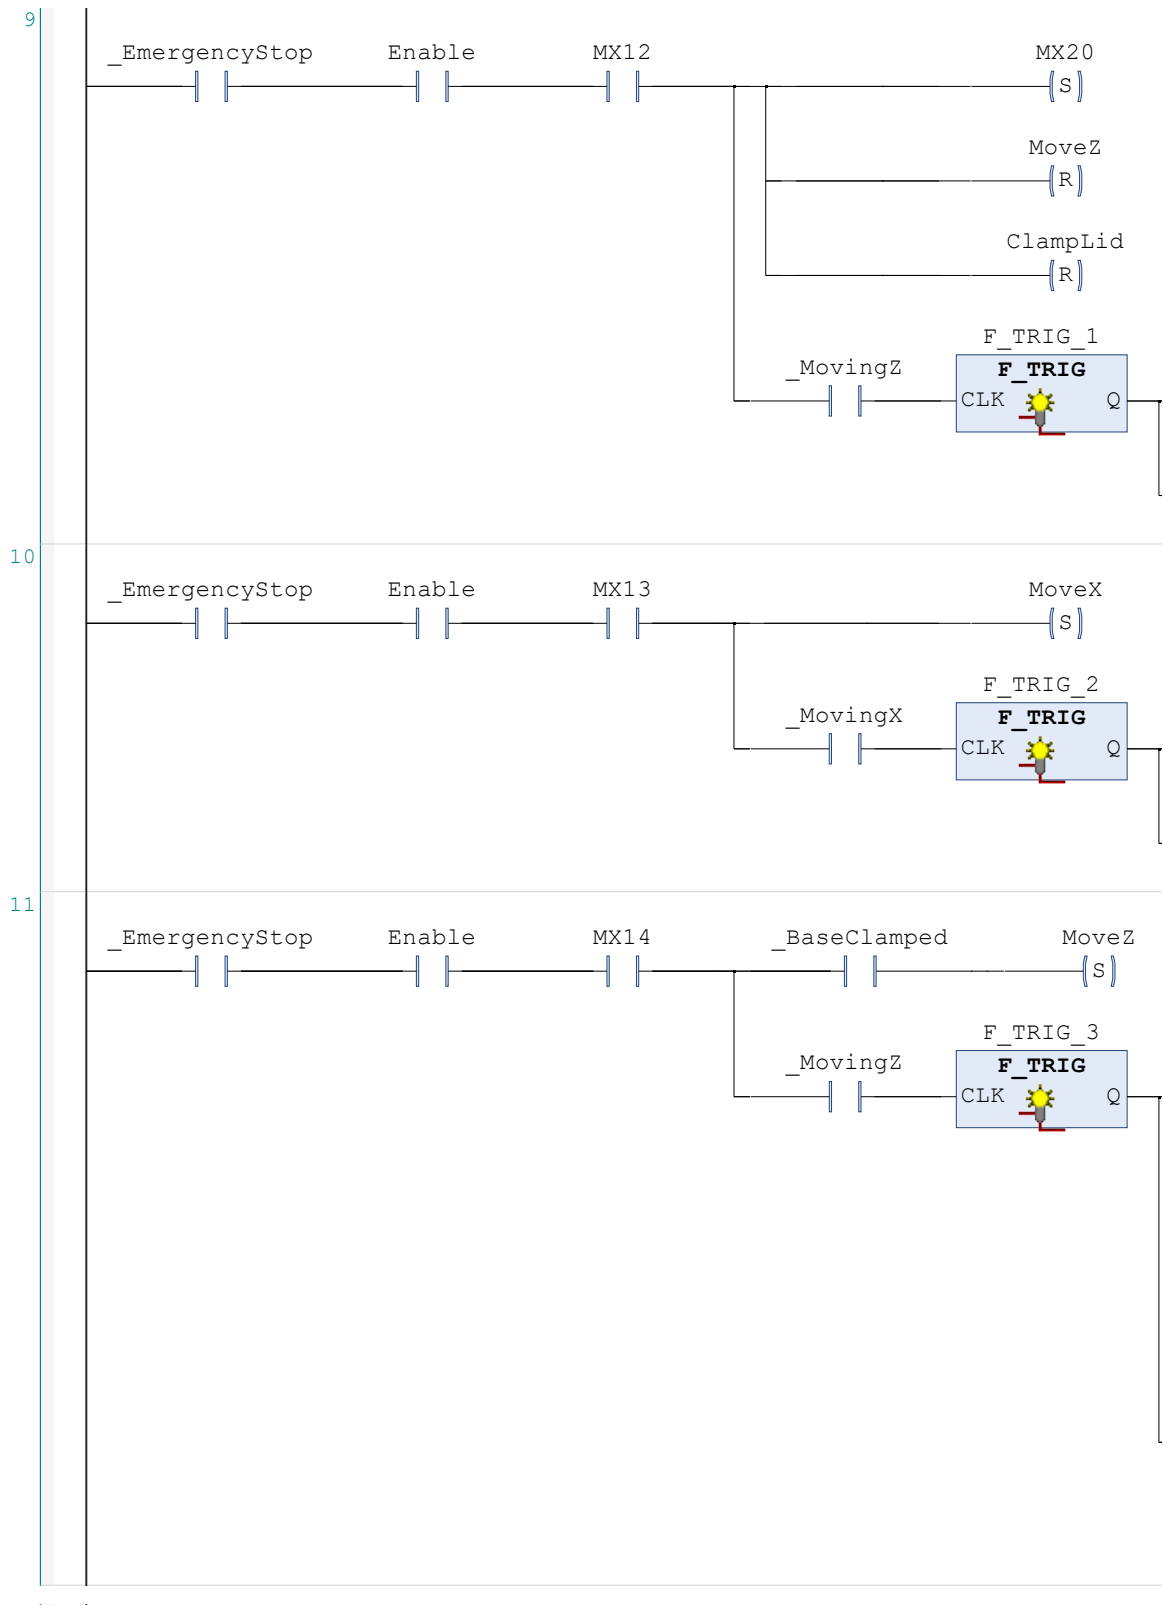 9
_EmergencyStop Enable MX12 MX20
S
MoveZ
R
ClampLid
R
F_TRIG_1
_MovingZ F_TRIG
CLK Q
10
_EmergencyStop Enable MX13 MoveX
S
F_TRIG_2
_MovingX F_TRIG
CLK Q
11
_EmergencyStop Enable MX14 _BaseClamped MoveZ
S
F_TRIG_3
_MovingZ F_TRIG
CLK Q